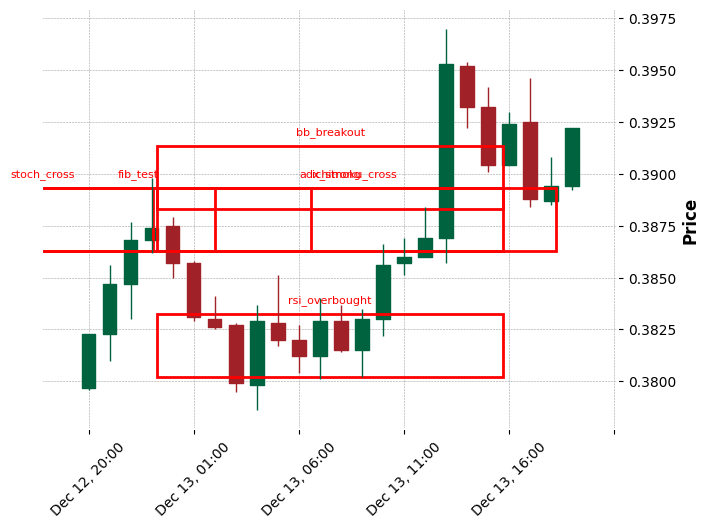 0.3975
0.3950
0.3925
bb_breakout
stoch_cross
fib_test
ichimoku_cross
0.3900
0.3875
Price
0.3850
rsi_overbought
0.3825
0.3800
Dec 12, 20:00
Dec 13, 01:00
Dec 13, 06:00
Dec 13, 11:00
Dec 13, 16:00